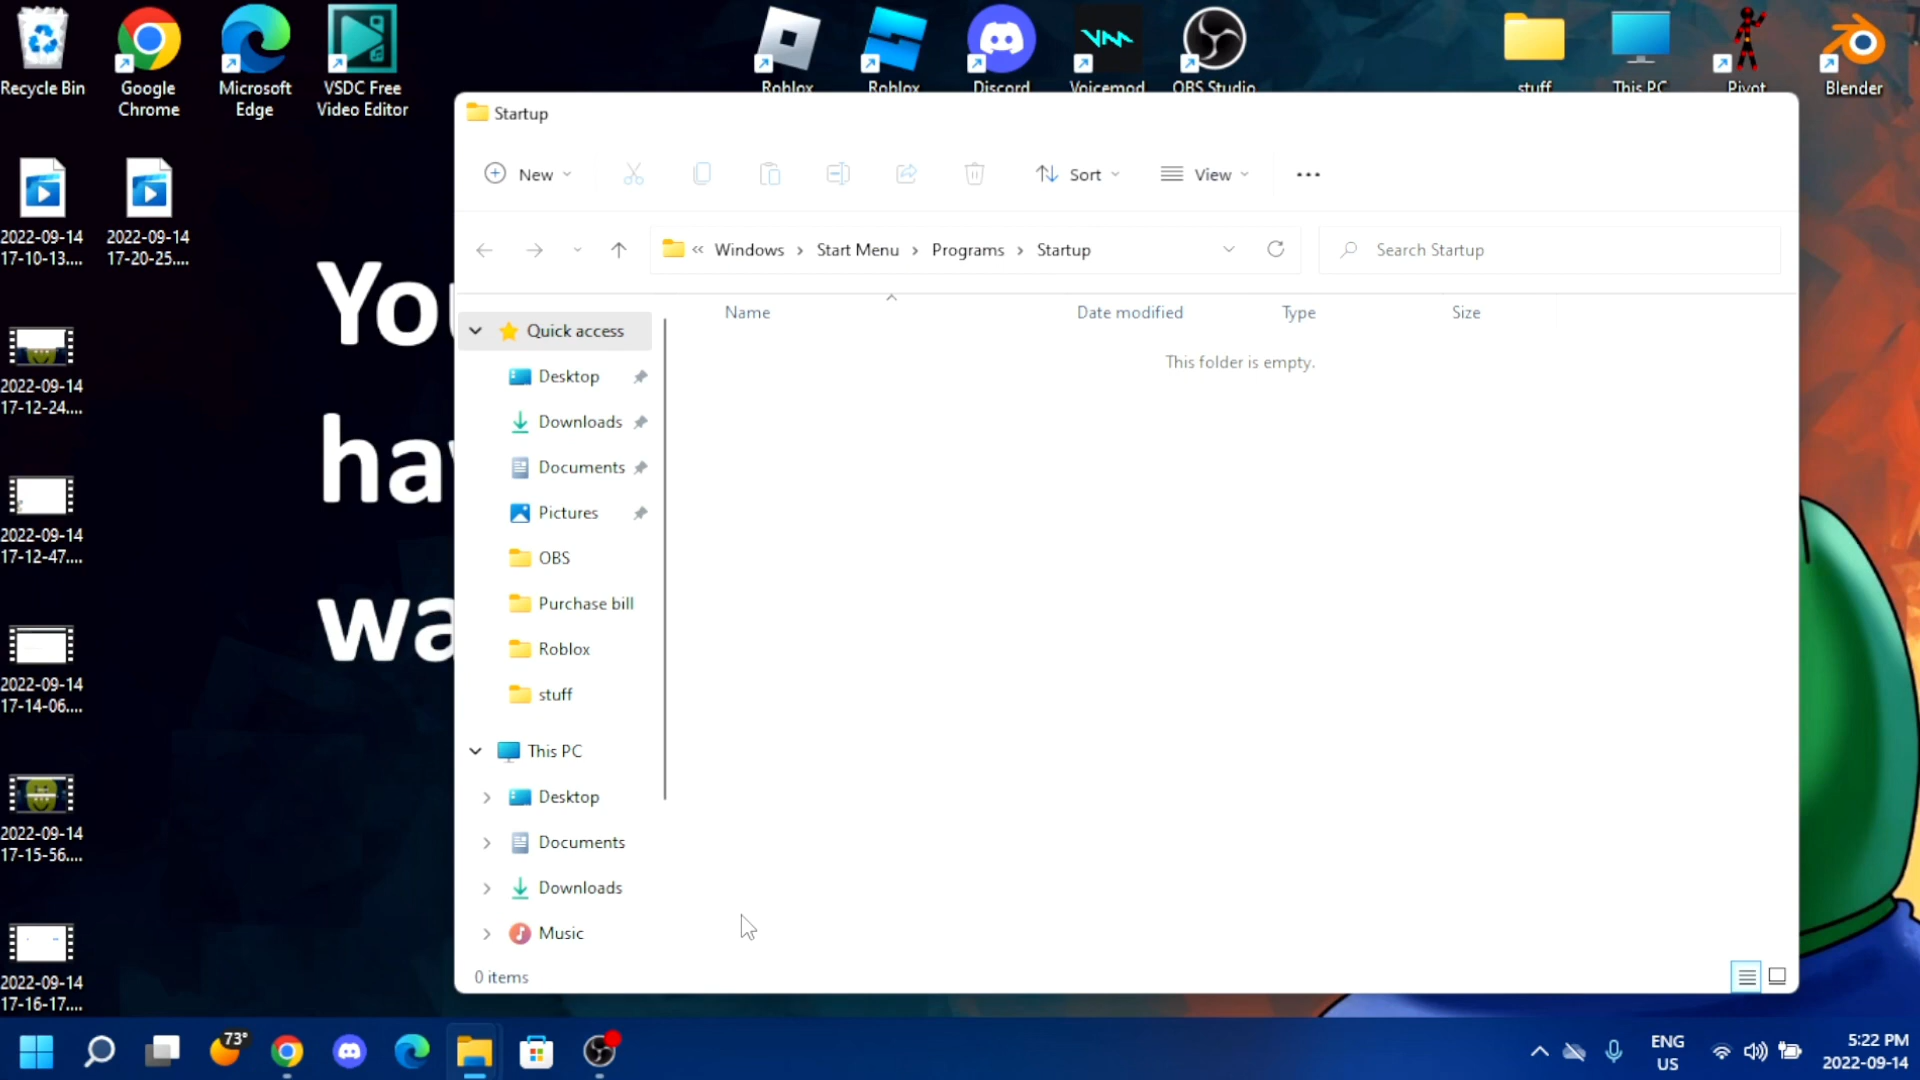 Recycle Bin
Google
Chrome
Microsoft
Edge
VSDC Free
Video Editor
Roblox
Roblox
Discord
Voicemod
OBS Studio
stuff
This PC
Pivot
Blender
2022-09-14
17-10-13....
2022-09-14
17-20-25....
2022-09-14
17-12-24....
2022-09-14
17-12-47....
2022-09-14
17-14-06....
2022-09-14
17-15-56....
2022-09-14
17-16-17....
Startup
New
Sort
View
« Windows › Start Menu › Programs › Startup
Search Startup
Name
Date modified
Type
Size
This folder is empty.
Quick access
Desktop
Downloads
Documents
Pictures
OBS
Purchase bill
Roblox
stuff
This PC
Desktop
Documents
Downloads
Music
0 items
73°
ENG
US
5:22 PM
2022-09-14